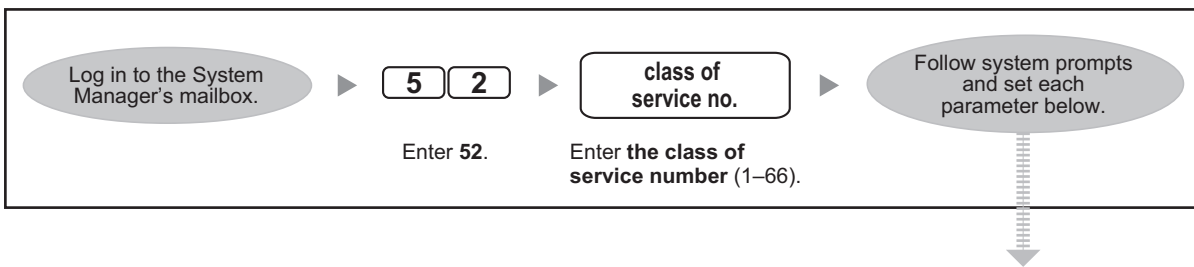 Log in to the System
Manager's mailbox.
5 2
Enter 52.
class of
service no.
Enter the class of
service number (1–66).
Follow system prompts
and set each
parameter below.